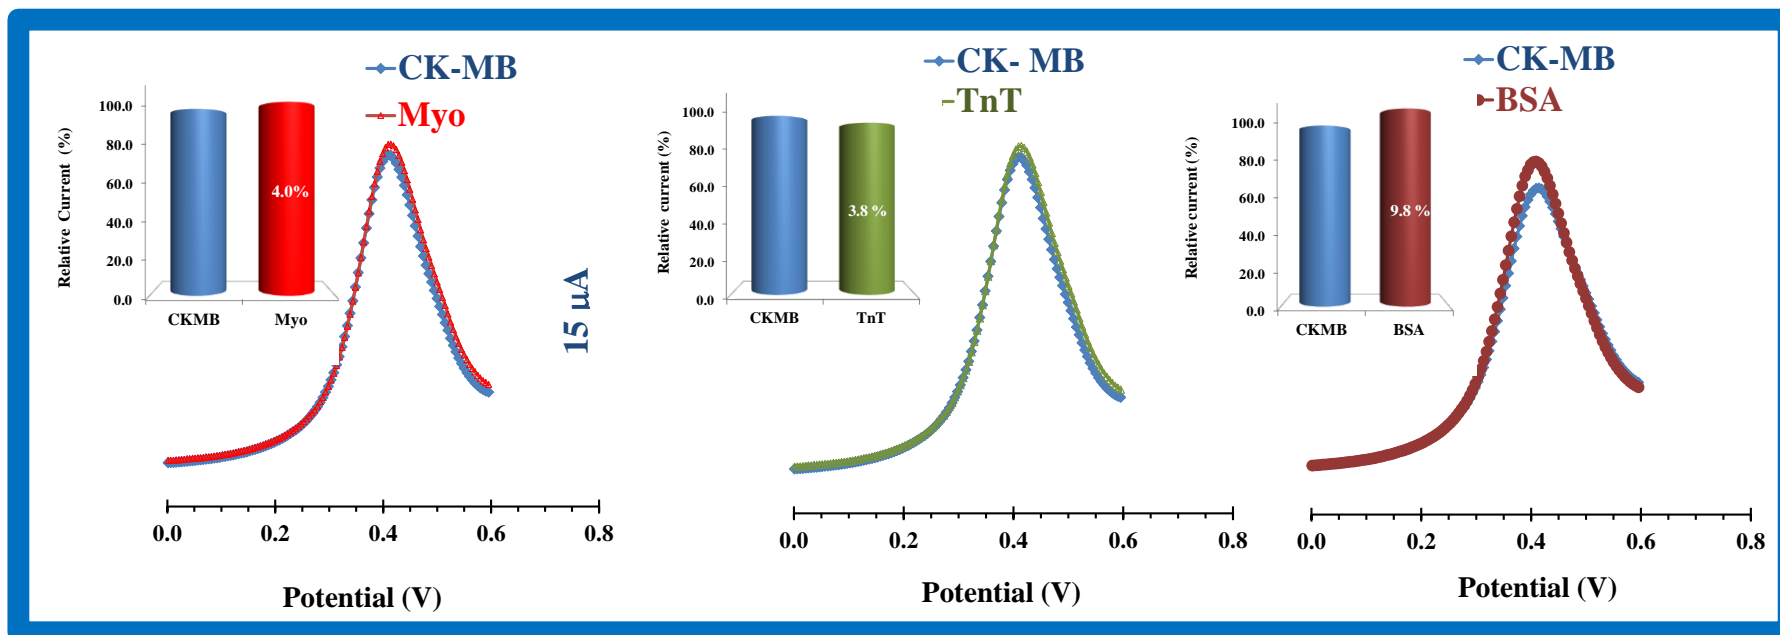 CK-MB
Myo
Relative Current (%)
100.0
80.0
60.0
40.0
20.0
0.0
4.0%
CKMB Myo
15 µA
0.0 0.2 0.4 0.6 0.8
Potential (V)
CK- MB
TnT
Relative current (%)
100.0
80.0
60.0
40.0
20.0
0.0
3.8 %
CKMB TnT
0.0 0.2 0.4 0.6 0.8
Potential (V)
CK-MB
BSA
Relative current (%)
100.0
80.0
60.0
40.0
20.0
0.0
9.8 %
CKMB BSA
0.0 0.2 0.4 0.6 0.8
Potential (V)